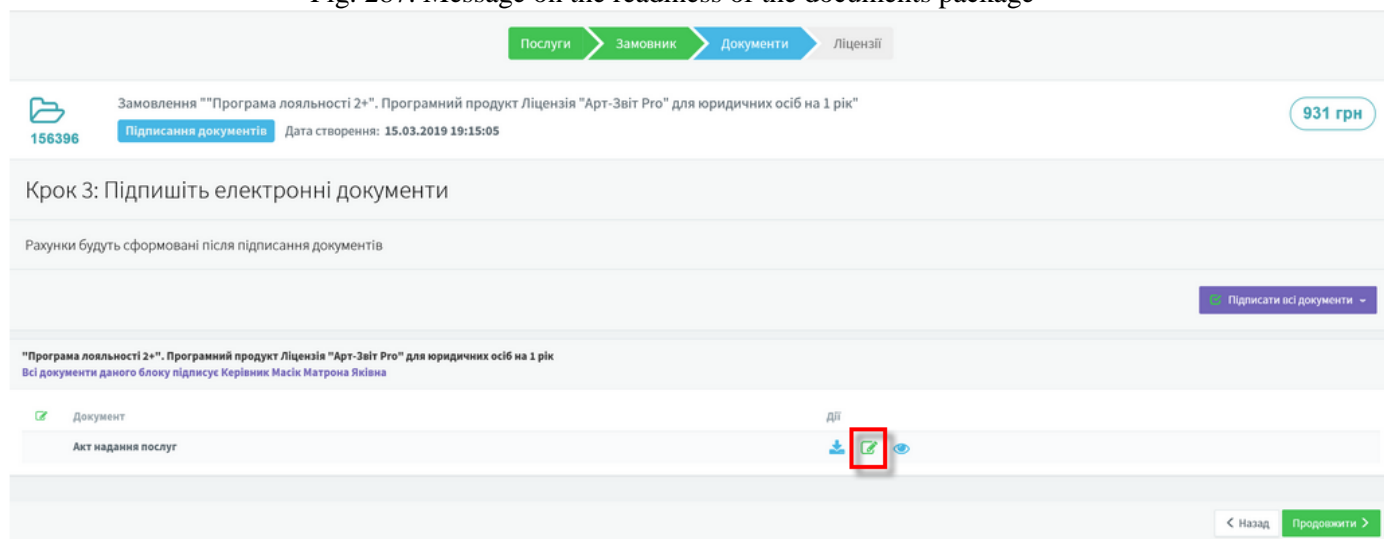 Fig. 287. Message on the readiness of the documents package
Послуги Замовник Документи Ліцензії
Замовлення ""Програма лояльності 2+". Програмний продукт Ліцензія "Арт-Звіт Pro" для юридичних осіб на 1 рік"
931 грн
156396 Підписання документів Дата створення: 15.03.2019 19:15:05
Крок 3: Підпишіть електронні документи
Рахунки будуть сформовані після підписання документів
Підписати всі документи
"Програма лояльності 2+". Програмний продукт Ліцензія "Арт-Звіт Pro" для юридичних осіб на 1 рік
Всі документи даного блоку підписує Керівник Масік Матрона Яківна
Документ Дії
Акт надання послуг
Назад Продовжити